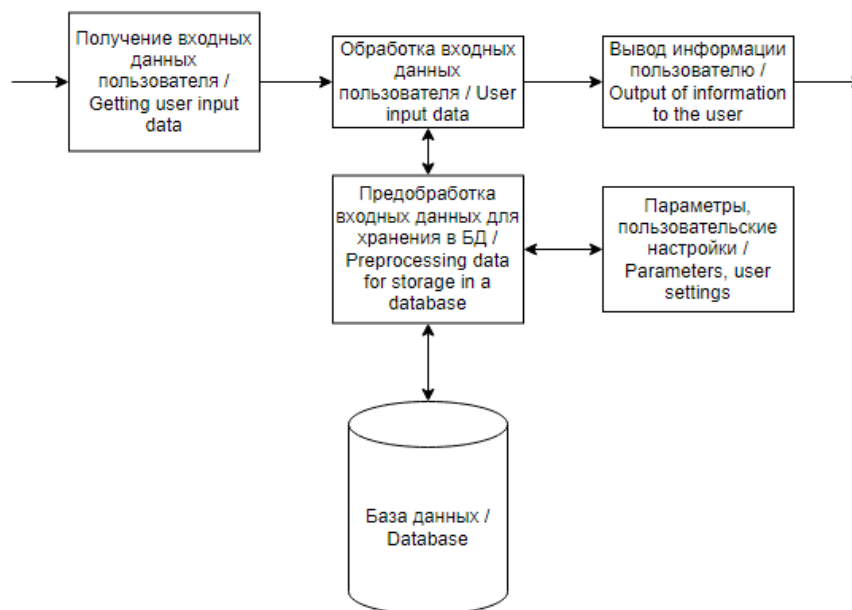 Получение входных
данных
пользователя /
Getting user input
data
Обработка входных
данных
пользователя / User
input data
Вывод информации
пользователю /
Output of information
to the user
Предобработка
входных данных для
хранения в БД /
Preprocessing data
for storage in a
database
Параметры,
пользовательские
настройки /
Parameters, user
settings
База данных /
Database